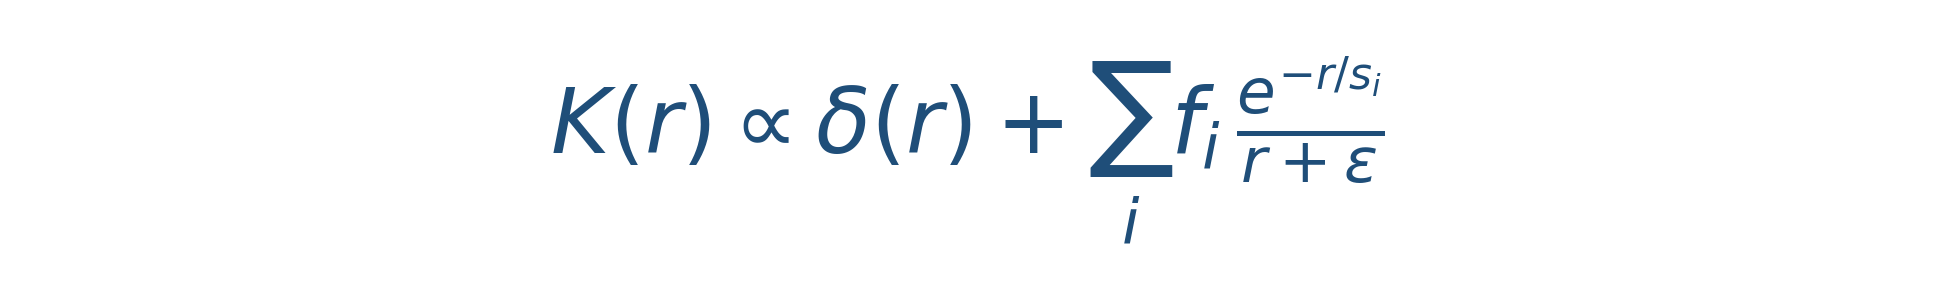 K(r) ∝ δ(r) + ∑_i f_i e^{-r/s_i} / (r + ε)